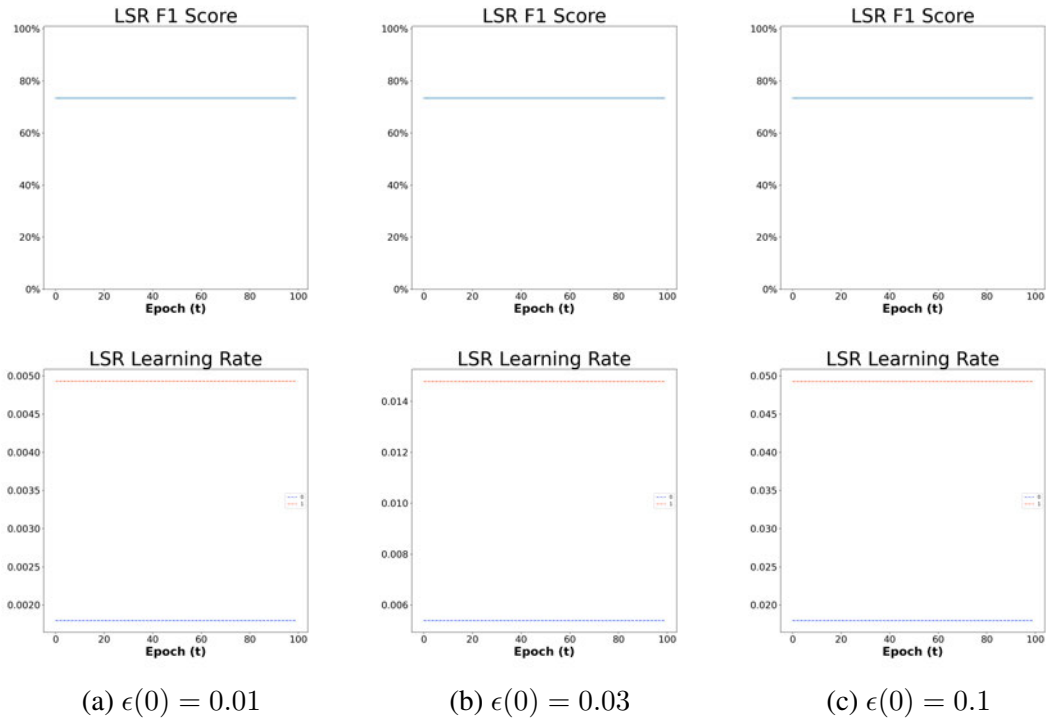 LSR F1 Score LSR F1 Score LSR F1 Score
100% 100% 100%
80% 80% 80%
60% 60% 60%
40% 40% 40%
20% 20% 20%
0% 0% 0%
0 20 40 60 80 100 0 20 40 60 80 100 0 20 40 60 80 100
Epoch (t) Epoch (t) Epoch (t)
LSR Learning Rate LSR Learning Rate LSR Learning Rate
0.0050 0.014 0.050
0.0045 0.012 0.045
0.0040 0.010 0.040
0.0035 0.008 0.035
0.0030 0.006 0.030
0.0025 0.025
0.0020 0.020
0 20 40 60 80 100 0 20 40 60 80 100 0 20 40 60 80 100
Epoch (t) Epoch (t) Epoch (t)
(a) ϵ(0) = 0.01 (b) ϵ(0) = 0.03 (c) ϵ(0) = 0.1